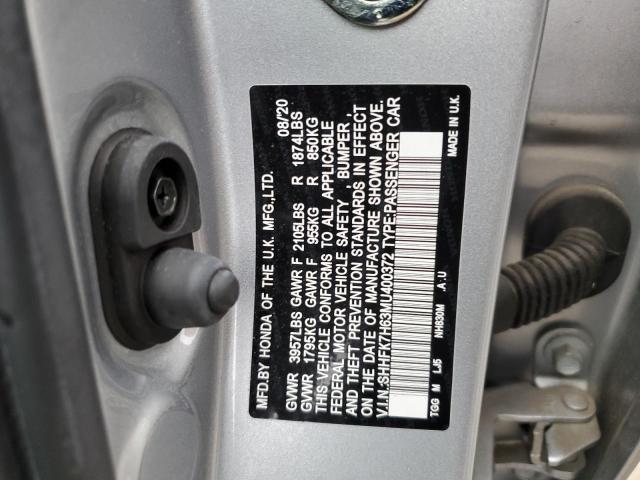 MFD.BY HONDA OF THE U.K. MFG.,LTD. 08/20
GVWR 3957LBS GAWR F 2105LBS R 1874LBS
GVWR 1795KG GAWR F 955KG R 850KG
THIS VEHICLE CONFORMS TO ALL APPLICABLE
FEDERAL MOTOR VEHICLE SAFETY , BUMPER ,
AND THEFT PREVENTION STANDARDS IN EFFECT
ON THE DATE OF MANUFACTURE SHOWN ABOVE.
V.I.N.:SHHFK7H63MU400372 TYPE:PASSENGER CAR
TGG M LJ5 NH830M .A.U MADE IN U.K.